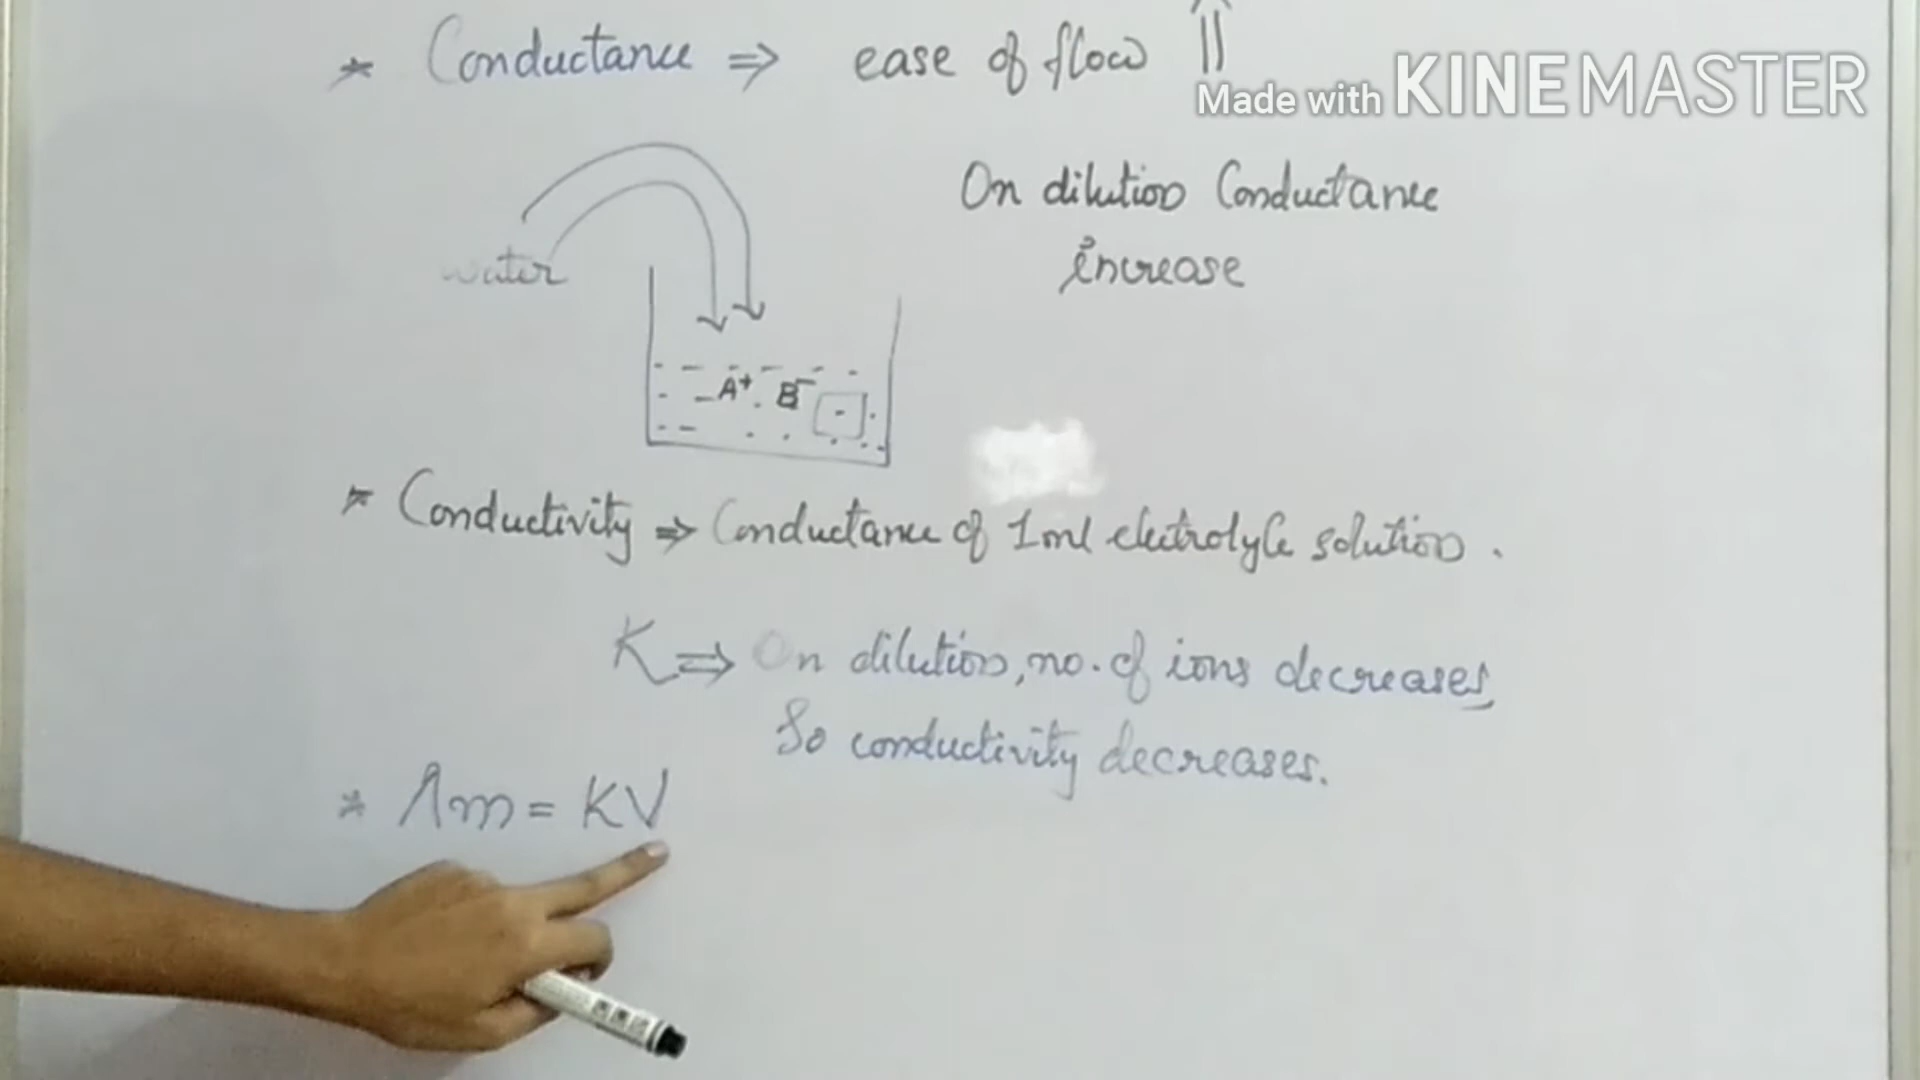 * Conductance ⇒ ease of flow ⇑
Made with KINEMASTER
On dilution Conductance
increase
water
A+ B-
* Conductivity ⇒ Conductance of 1ml electrolyte solution.
K ⇒ On dilution, no. of ions decreases
So conductivity decreases.
* Λm = KV